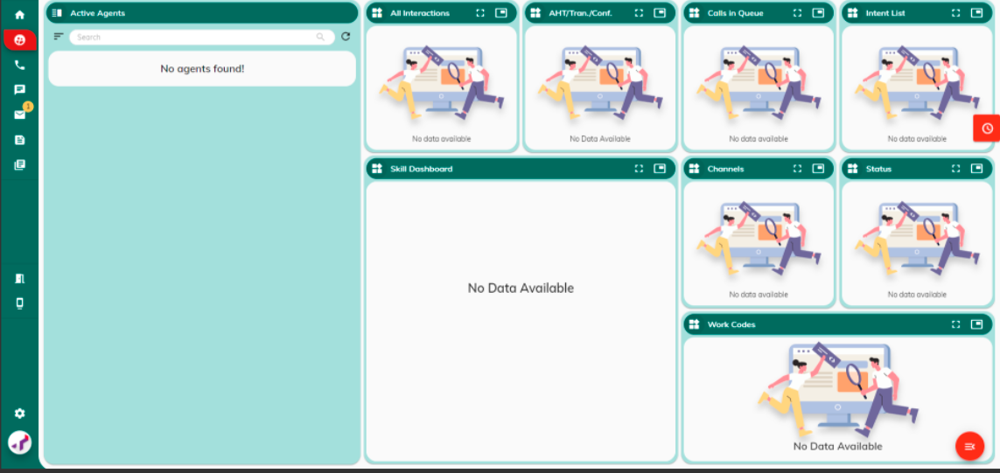 Active Agents
Search
No agents found!
1
All Interactions
No data available
AHT/Tran./Conf.
No Data Available
Calls in Queue
No data available
Intent List
No data available
Skill Dashboard
No Data Available
Channels
No data available
Status
No data available
Work Codes
No Data Available